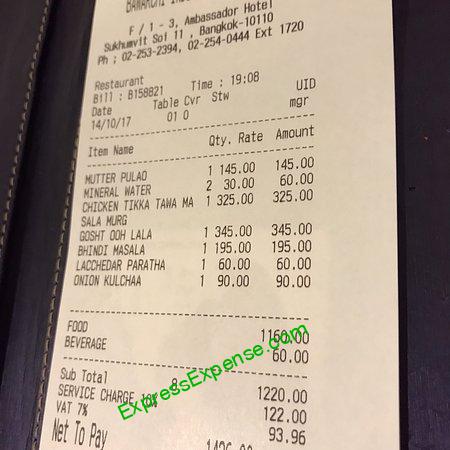 BAWARCHI
F / 1 - 3, Ambassador Hotel
Sukhumvit Soi 11 , Bangkok-10110
Ph ; 02-253-2394, 02-254-0444 Ext 1720
Restaurant
Bill : B158821 Time : 19:08
Date Table Cvr Stw UID
14/10/17 01 0 mgr
Item Name Qty. Rate Amount
MUTTER PULAO 1 145.00 145.00
MINERAL WATER 2 30.00 60.00
CHICKEN TIKKA TAWA MA 1 325.00 325.00
SALA MURG
GOSHT OOH LALA 1 345.00 345.00
BHINDI MASALA 1 195.00 195.00
LACCHEDAR PARATHA 1 60.00 60.00
ONION KULCHAA 1 90.00 90.00
FOOD 1160.00
BEVERAGE 60.00
Sub Total 1220.00
SERVICE CHARGE 122.00
VAT 7% 93.96
Net To Pay
ExpressExpense.com